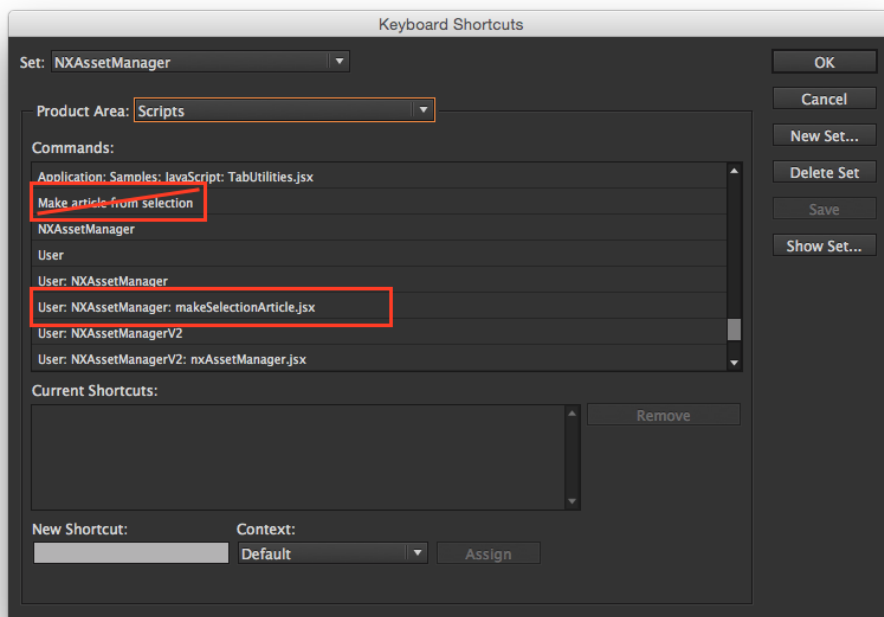 Keyboard Shortcuts
Set: NXAssetManager
OK
Product Area: Scripts
Cancel
Commands:
New Set...
Application: Samples: JavaScript: TabUtilities.jsx
Delete Set
Make article from selection
Save
NXAssetManager
Show Set...
User
User: NXAssetManager
User: NXAssetManager: makeSelectionArticle.jsx
User: NXAssetManagerV2
User: NXAssetManagerV2: nxAssetManager.jsx
Current Shortcuts:
Remove
New Shortcut:
Context:
Default
Assign